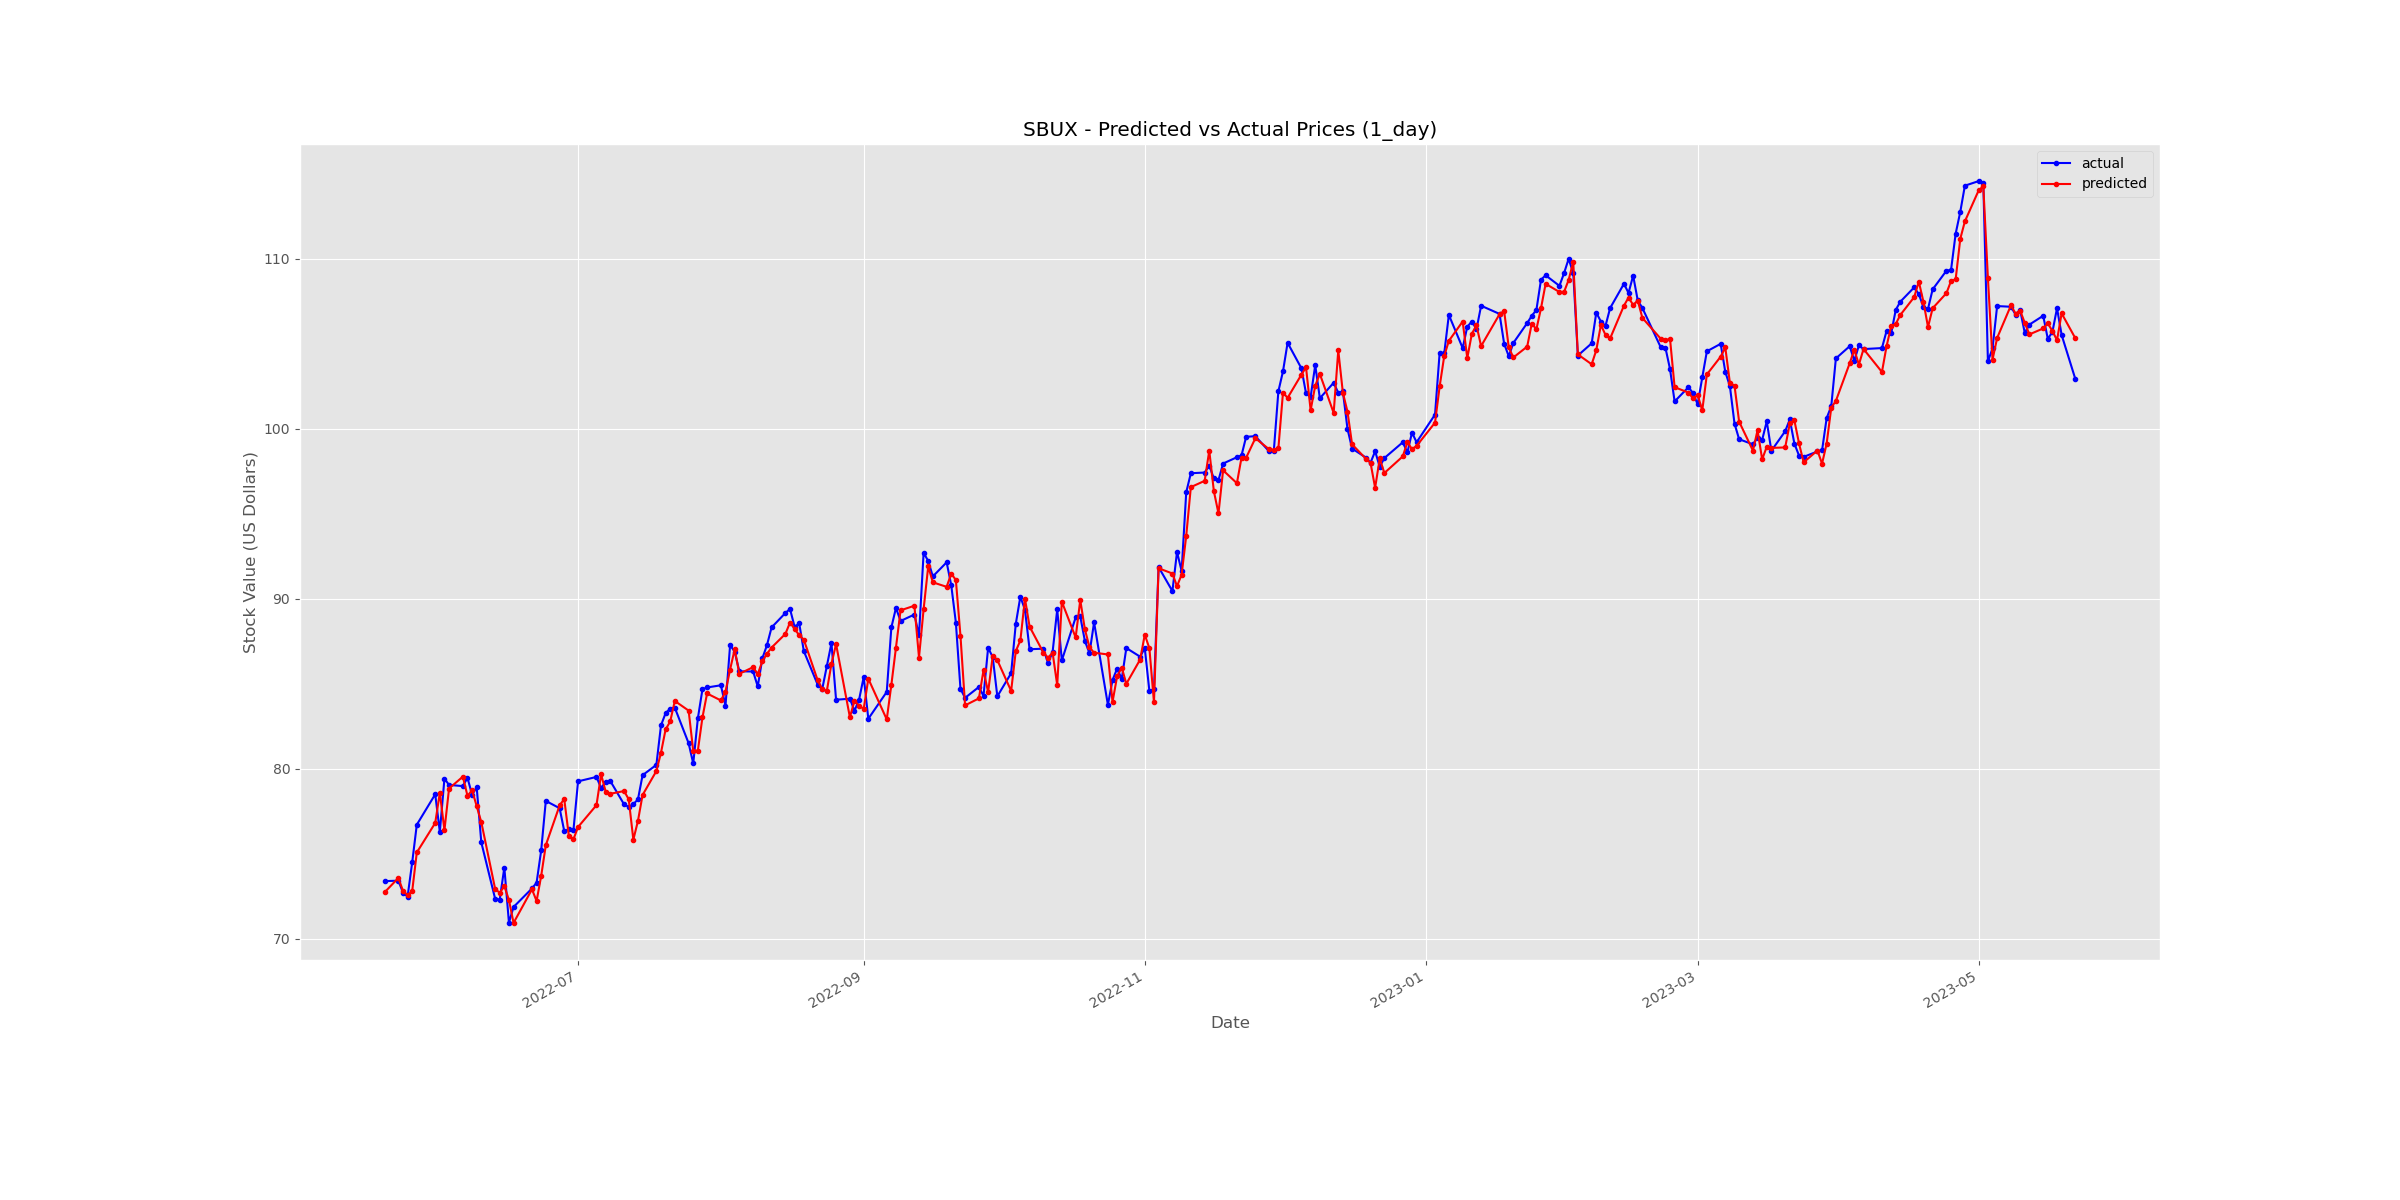 SBUX - Predicted vs Actual Prices (1_day)
actual
predicted
Stock Value (US Dollars)
110
100
90
80
70
2022-07
2022-09
2022-11
2023-01
2023-03
2023-05
Date